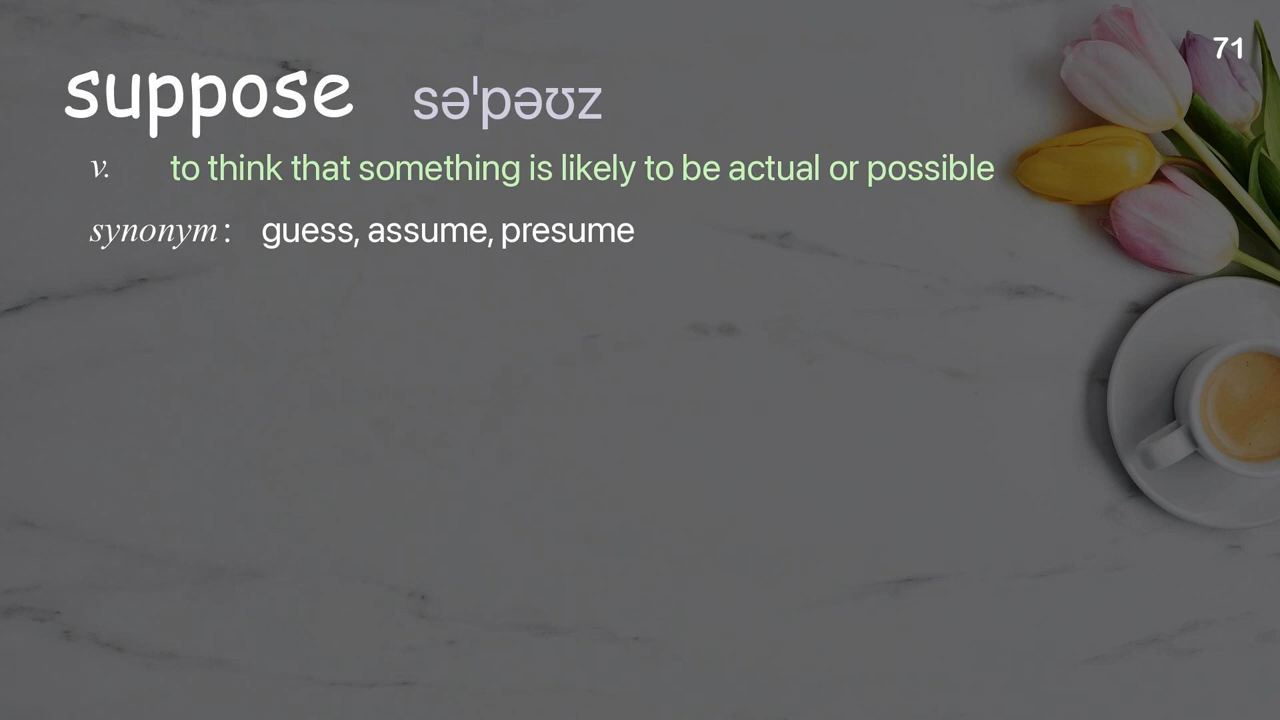 71
suppose səˈpəʊz
v. to think that something is likely to be actual or possible
synonym : guess, assume, presume